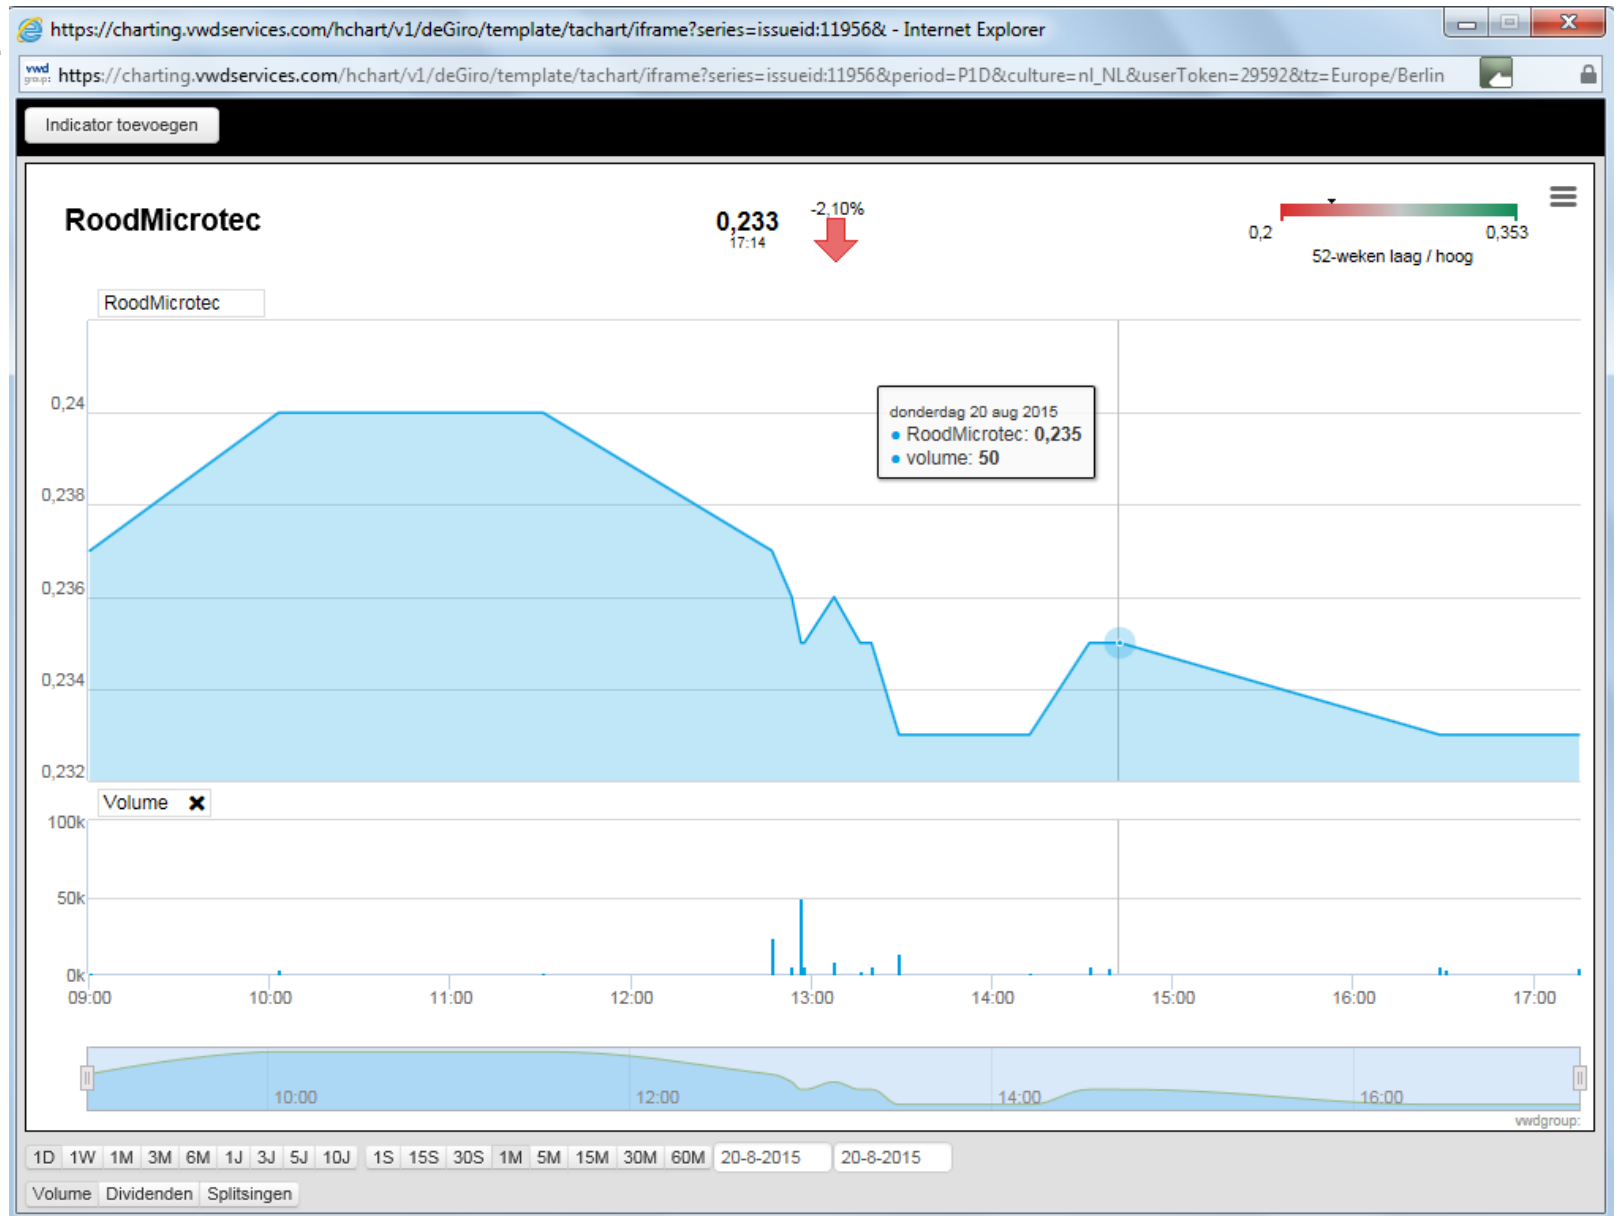 https://charting.vwdservices.com/hchart/v1/deGiro/template/tachart/iframe?series=issueid:11956& - Internet Explorer
vwd group: https://charting.vwdservices.com/hchart/v1/deGiro/template/tachart/iframe?series=issueid:11956&period=P1D&culture=nl_NL&userToken=29592&tz=Europe/Berlin
Indicator toevoegen
RoodMicrotec
0,233
17:14
-2,10%
0,2
0,353
52-weken laag / hoog
RoodMicrotec
0,24
0,238
0,236
0,234
0,232
donderdag 20 aug 2015
RoodMicrotec: 0,235
volume: 50
Volume ✖
100k
50k
0k
09:00 10:00 11:00 12:00 13:00 14:00 15:00 16:00 17:00
10:00 12:00 14:00 16:00
vwdgroup:
1D 1W 1M 3M 6M 1J 3J 5J 10J 1S 15S 30S 1M 5M 15M 30M 60M 20-8-2015 20-8-2015
Volume Dividenden Splitsingen